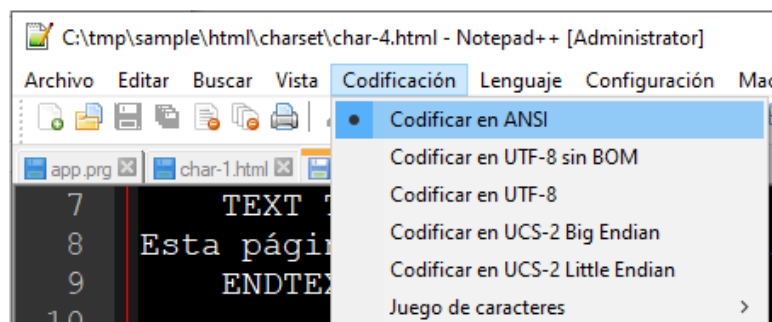 C:\tmp\sample\html\charset\char-4.html - Notepad++ [Administrator]
Archivo Editar Buscar Vista Codificación Lenguaje Configuración
Codificar en ANSI
app.prg char-1.html
Codificar en UTF-8 sin BOM
7 TEXT
Codificar en UTF-8
8 Esta
Codificar en UCS-2 Big Endian
9
Codificar en UCS-2 Little Endian
10
Juego de caracteres >